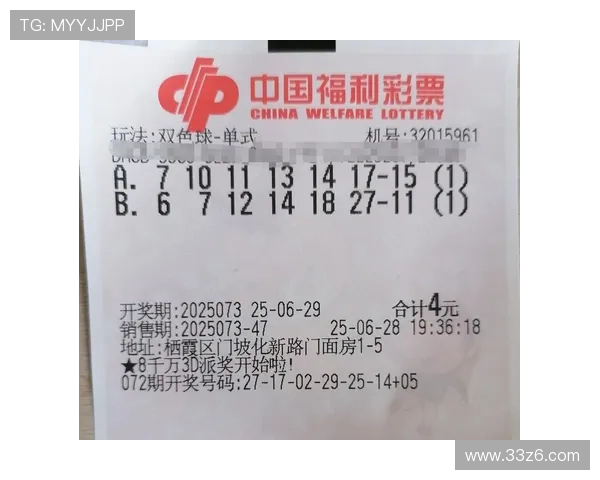 TG: MYYJJPP
中国福利彩票
CHINA WELFARE LOTTERY
玩法:双色球-单式 机号:32015961
A. 7 10 11 13 14 17-15 (1)
B. 6 7 12 14 18 27-11 (1)
开奖期:2025073 25-06-29 合计4元
销售期:2025073-47 25-06-28 19:36:18
地址:栖霞区门坡化新路门面房1-5
★8千万3D派奖开始啦!
072期开奖号码:27-17-02-29-25-14+05
www.33z6.com